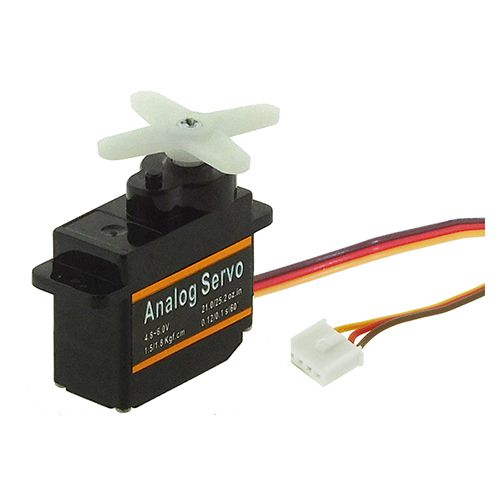 Analog Servo
4.8~6.0V
21.0/25.2 oz.in
1.5/1.8 Kgf.cm
0.12/0.1 s/60°